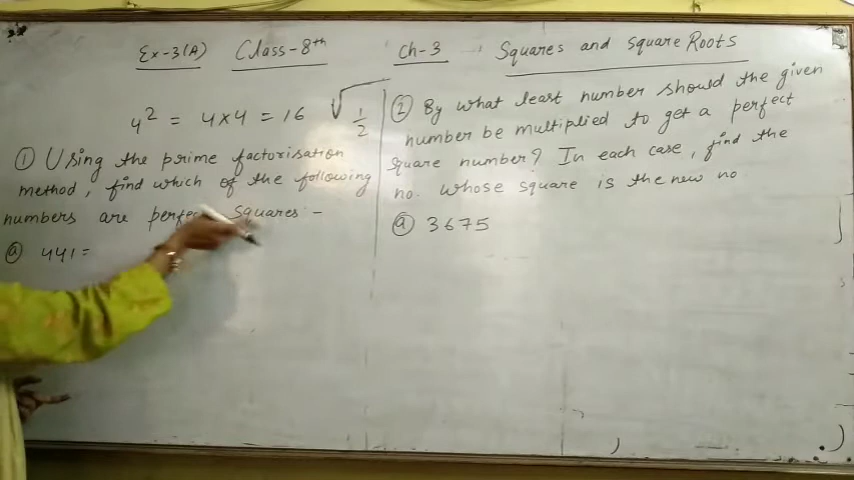 Ex-3(A) Class-8th Ch-3 , Squares and Square Roots
4² = 4×4 = 16 √ 1/2
① Using the prime factorisation
method, find which of the following
numbers are perfect squares -
ⓐ 441 =
② By what least number should the given
number be multiplied to get a perfect
square number? In each case, find the
no. whose square is the new no
ⓐ 3675